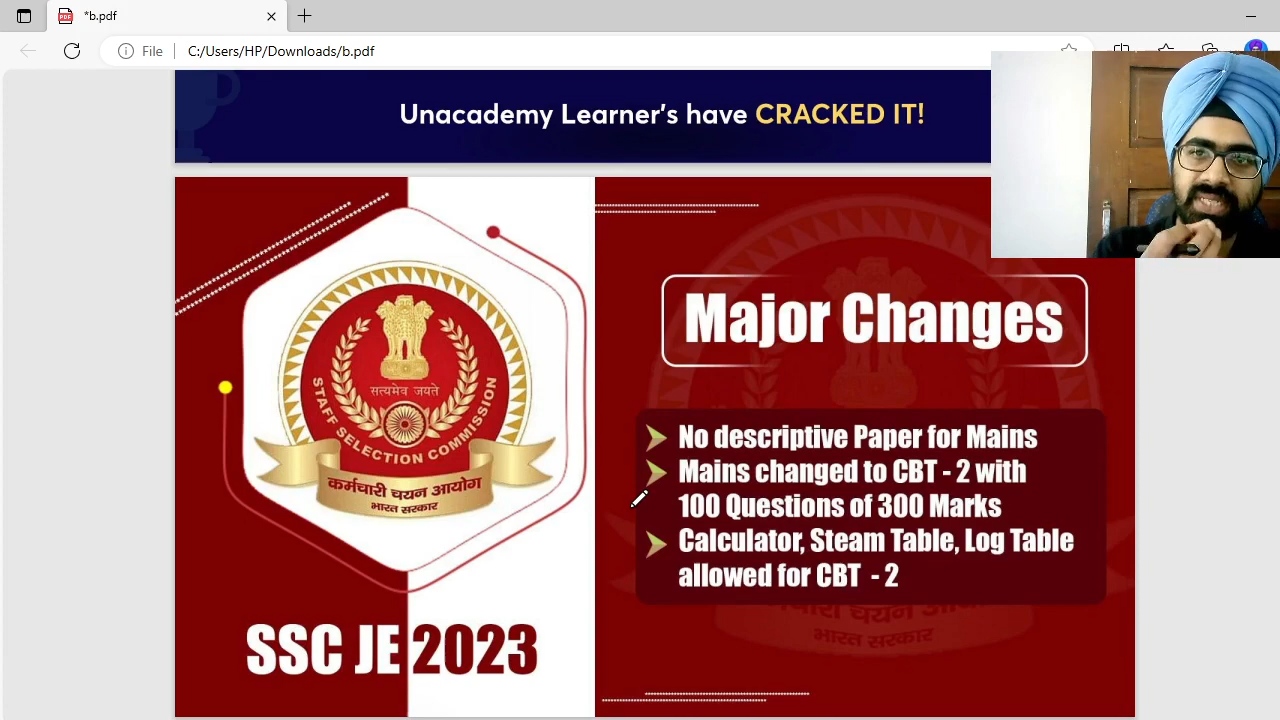 *b.pdf
File
C:/Users/HP/Downloads/b.pdf
Unacademy Learner's have CRACKED IT!
सत्यमेव जयते
STAFF SELECTION COMMISSION
कर्मचारी चयन आयोग
भारत सरकार
SSC JE 2023
Major Changes
No descriptive Paper for Mains
Mains changed to CBT - 2 with
100 Questions of 300 Marks
Calculator, Steam Table, Log Table
allowed for CBT - 2
भारत सरकार